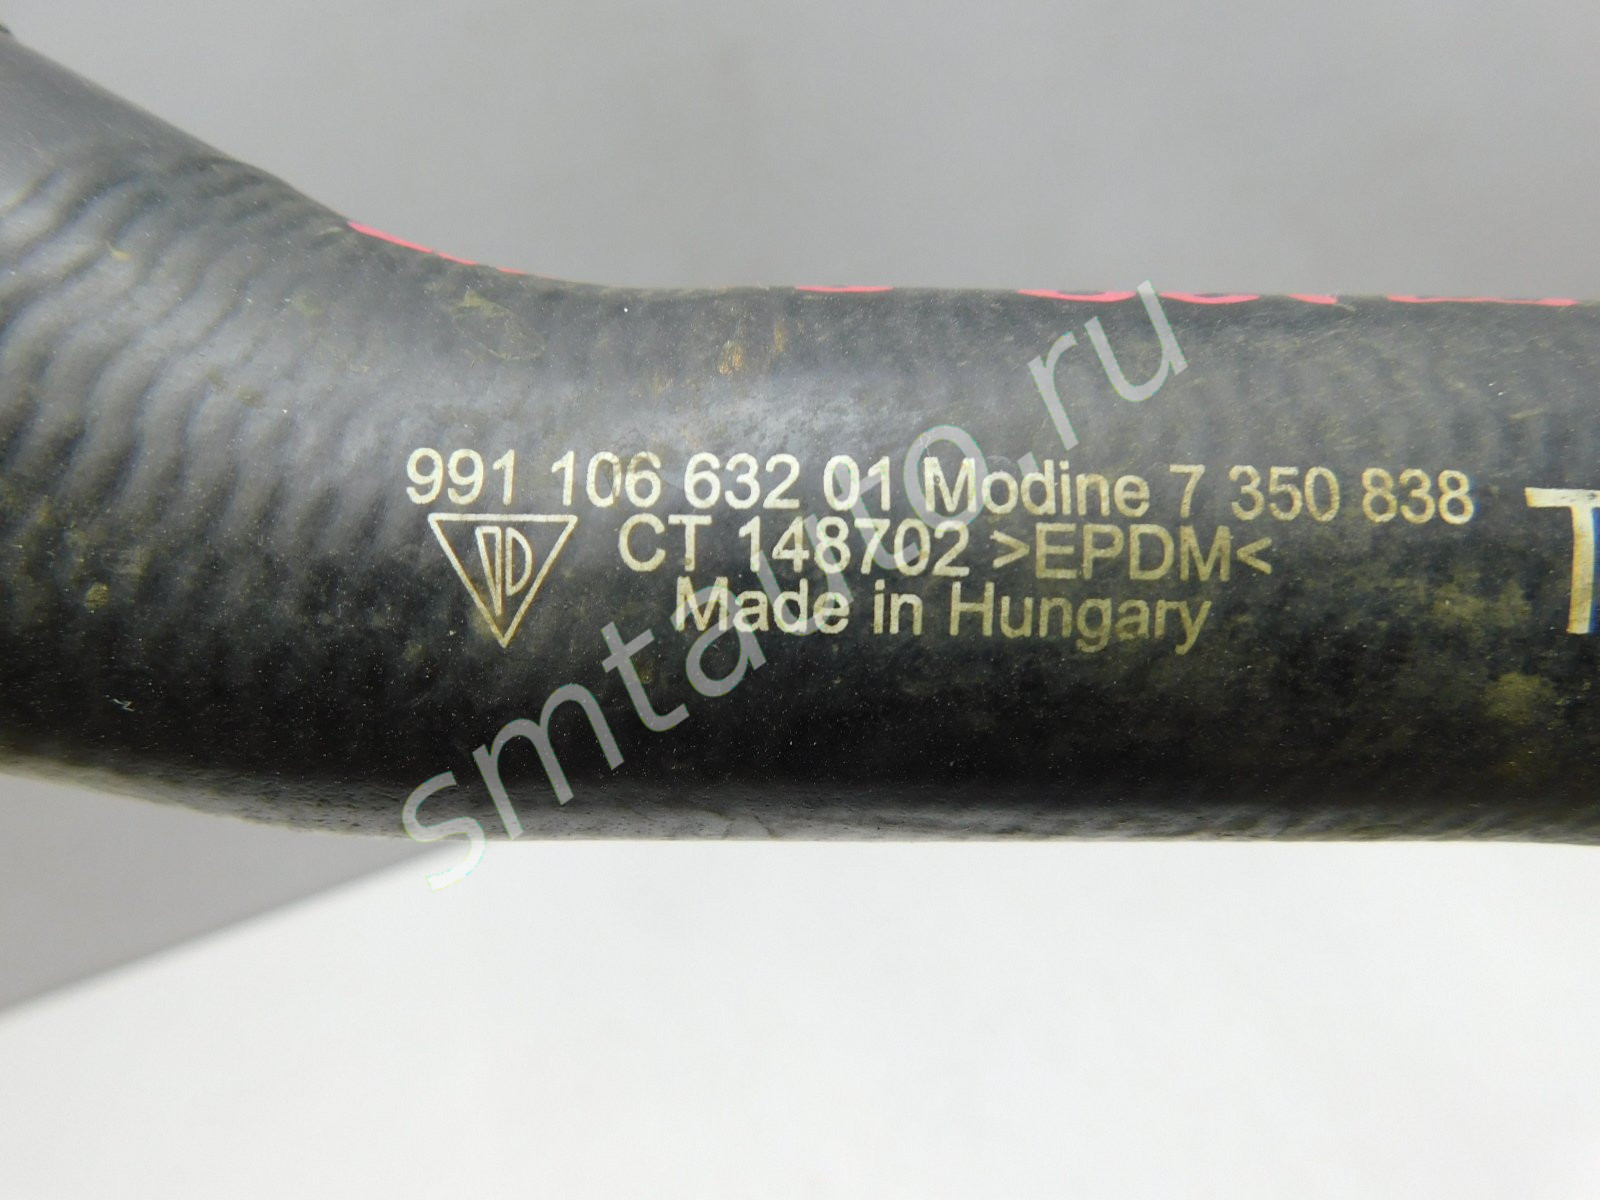 991 106 632 01 Modine 7 350 838
CT 148702 >EPDM<
Made in Hungary
smtauto.ru